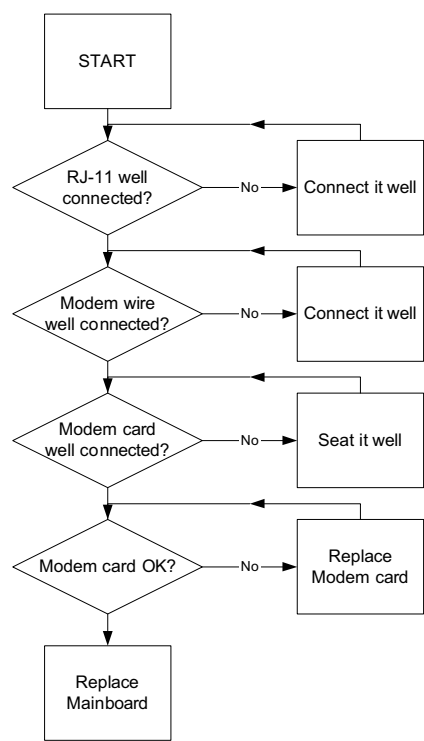 START
RJ-11 well
connected?
No
Connect it well
Modem wire
well connected?
No
Connect it well
Modem card
well connected?
No
Seat it well
Modem card OK?
No
Replace
Modem card
Replace
Mainboard